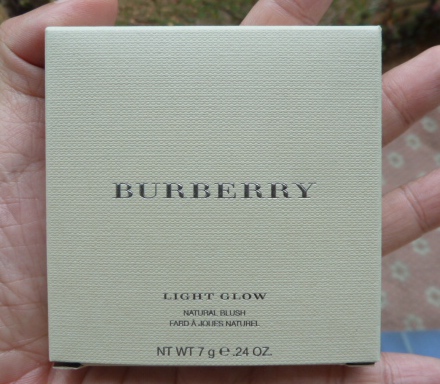 BURBERRY
LIGHT GLOW
NATURAL BLUSH
FARD À JOUES NATUREL
NT WT 7 g ℮ .24 OZ.